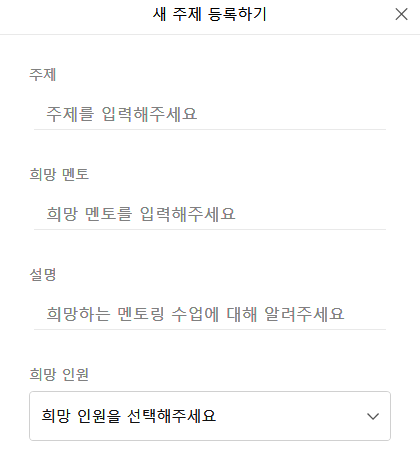 새 주제 등록하기
주제
주제를 입력해주세요
희망 멘토
희망 멘토를 입력해주세요
설명
희망하는 멘토링 수업에 대해 알려주세요
희망 인원
희망 인원을 선택해주세요